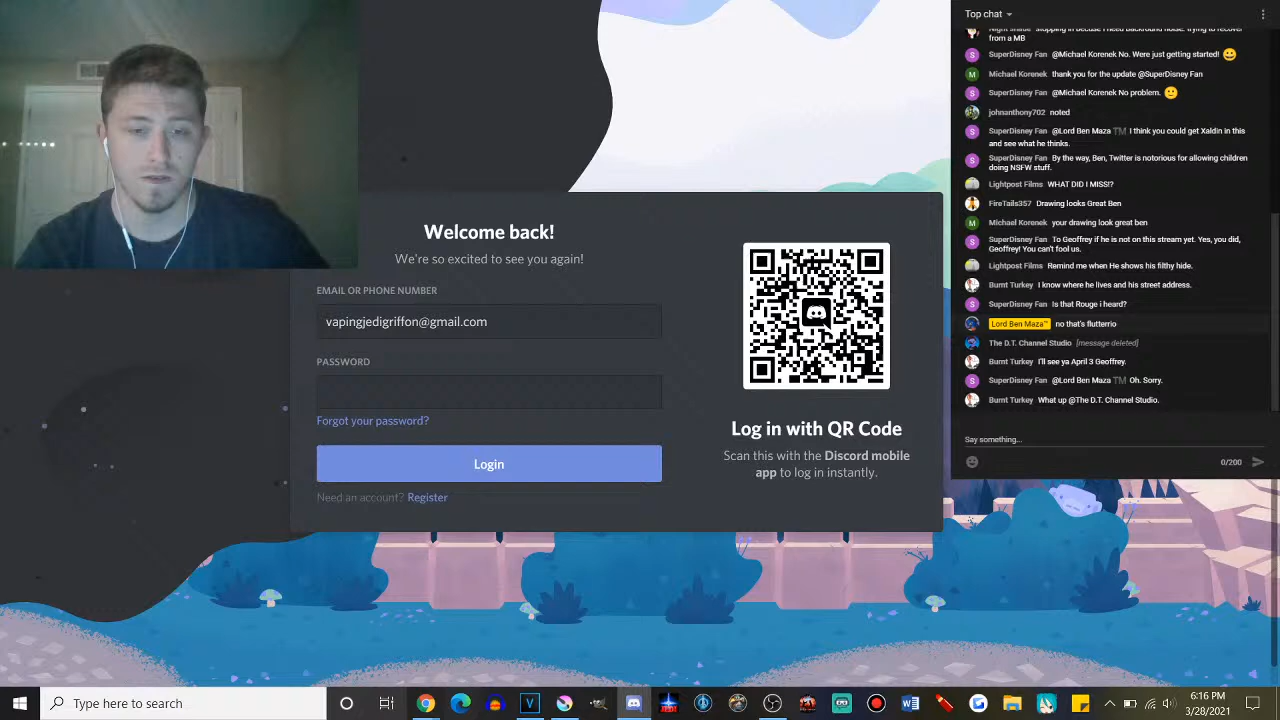 Welcome back!
We're so excited to see you again!
EMAIL OR PHONE NUMBER
vapingjedigriffon@gmail.com
PASSWORD
Forgot your password?
Login
Need an account? Register
Log in with QR Code
Scan this with the Discord mobile
app to log in instantly.
Top chat
from a MB
SuperDisney Fan @Michael Korenek No. Were just getting started! 😀
M Michael Korenek thank you for the update @SuperDisney Fan
S SuperDisney Fan @Michael Korenek No problem. 🙂
johnanthony702 noted
S SuperDisney Fan @Lord Ben Maza ™️ I think you could get Xaldin in this
and see what he thinks.
S SuperDisney Fan By the way, Ben, Twitter is notorious for allowing children
doing NSFW stuff.
Lightpost Films WHAT DID I MISS!?
FireTails357 Drawing looks Great Ben
M Michael Korenek your drawing look great ben
S SuperDisney Fan To Geoffrey if he is not on this stream yet. Yes, you did,
Geoffrey! You can't fool us.
Lightpost Films Remind me when He shows his filthy hide.
Burnt Turkey I know where he lives and his street address.
S SuperDisney Fan Is that Rouge i heard?
Lord Ben Maza™ no that's flutterrio
The D.T. Channel Studio [message deleted]
Burnt Turkey I'll see ya April 3 Geoffrey.
S SuperDisney Fan @Lord Ben Maza ™️ Oh. Sorry.
Burnt Turkey What up @The D.T. Channel Studio.
Say something...
0/200
Type here to search
6:16 PM
3/28/2021